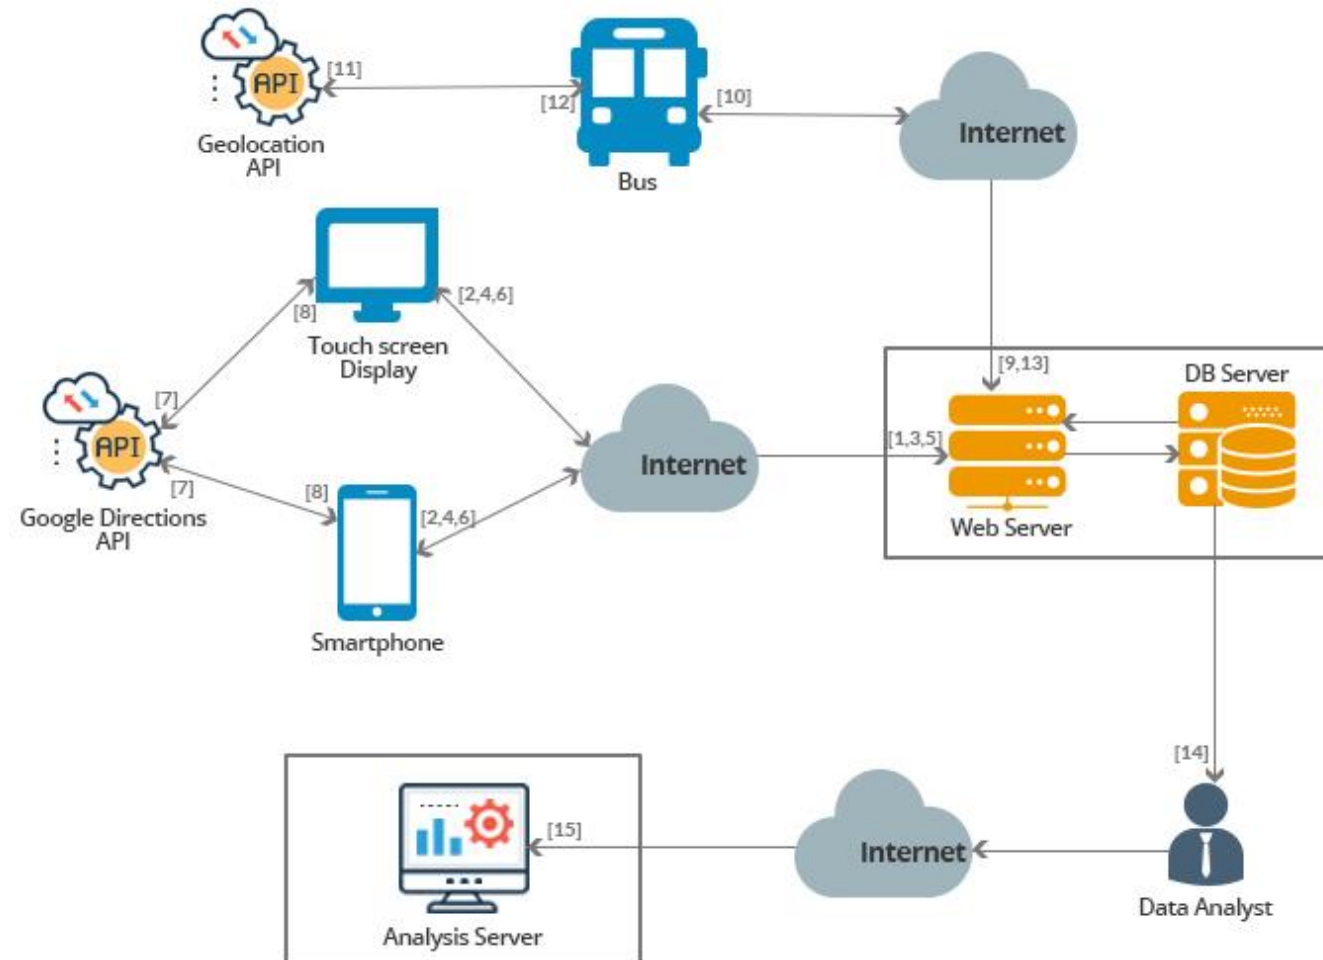 API
[11]
[12]
[10]
Geolocation
API
Bus
Internet
[8]
[2,4,6]
Touch screen
Display
[7]
API
[7]
Google Directions
API
[8]
[2,4,6]
Smartphone
Internet
[1,3,5]
[9,13]
DB Server
Web Server
[14]
[15]
Analysis Server
Internet
Data Analyst